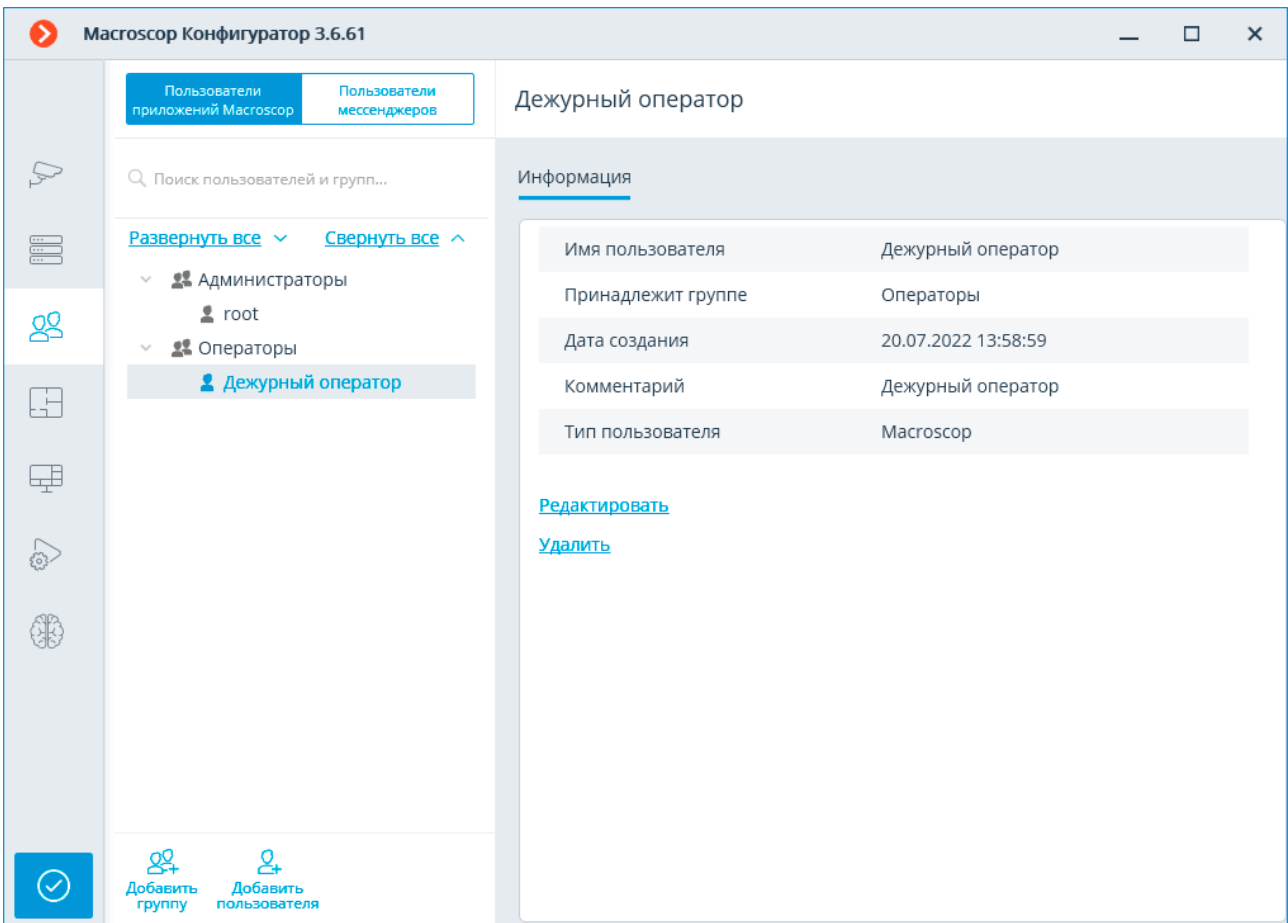 Macroscop Конфигуратор 3.6.61
Пользователи приложений Macroscop
Пользователи мессенджеров
Поиск пользователей и групп...
Развернуть все
Свернуть все
Администраторы
root
Операторы
Дежурный оператор
Добавить группу
Добавить пользователя
Дежурный оператор
Информация
Имя пользователя Дежурный оператор
Принадлежит группе Операторы
Дата создания 20.07.2022 13:58:59
Комментарий Дежурный оператор
Тип пользователя Macroscop
Редактировать
Удалить